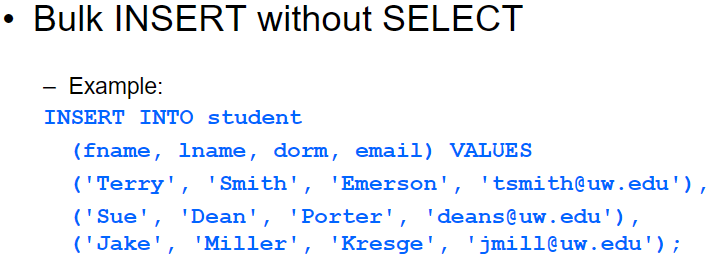 • Bulk INSERT without SELECT
– Example:
INSERT INTO student
(fname, lname, dorm, email) VALUES
('Terry', 'Smith', 'Emerson', 'tsmith@uw.edu'),
('Sue', 'Dean', 'Porter', 'deans@uw.edu'),
('Jake', 'Miller', 'Kresge', 'jmill@uw.edu');